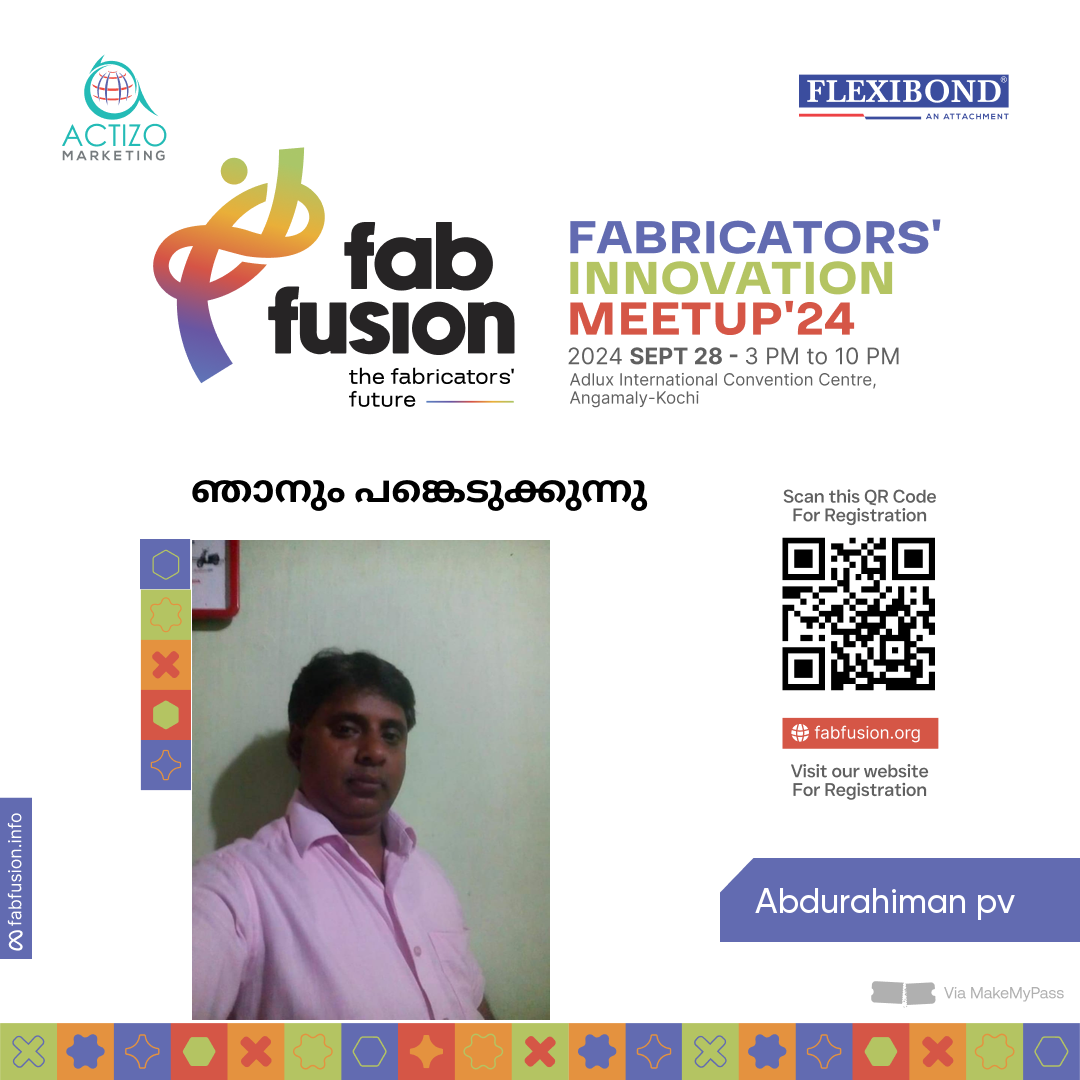 ACTIZO
MARKETING
FLEXIBOND®
AN ATTACHMENT
fab
fusion
the fabricators'
future
FABRICATORS'
INNOVATION
MEETUP'24
2024 SEPT 28 - 3 PM to 10 PM
Adlux International Convention Centre,
Angamaly-Kochi
ഞാനും പങ്കെടുക്കുന്നു
Scan this QR Code
For Registration
fabfusion.org
Visit our website
For Registration
fabfusion.info
Abdurahiman pv
Via MakeMyPass